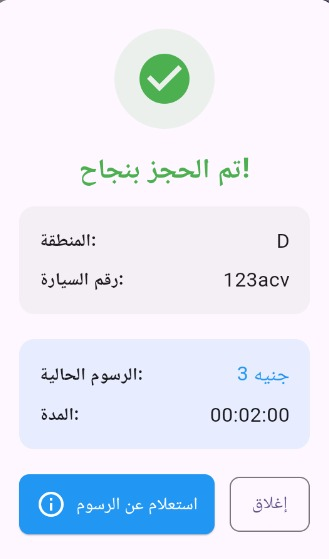 تم الحجز بنجاح!
المنطقة: D
رقم السيارة: 123acv
الرسوم الحالية: 3 جنيه
المدة: 00:02:00
استعلام عن الرسوم إغلاق